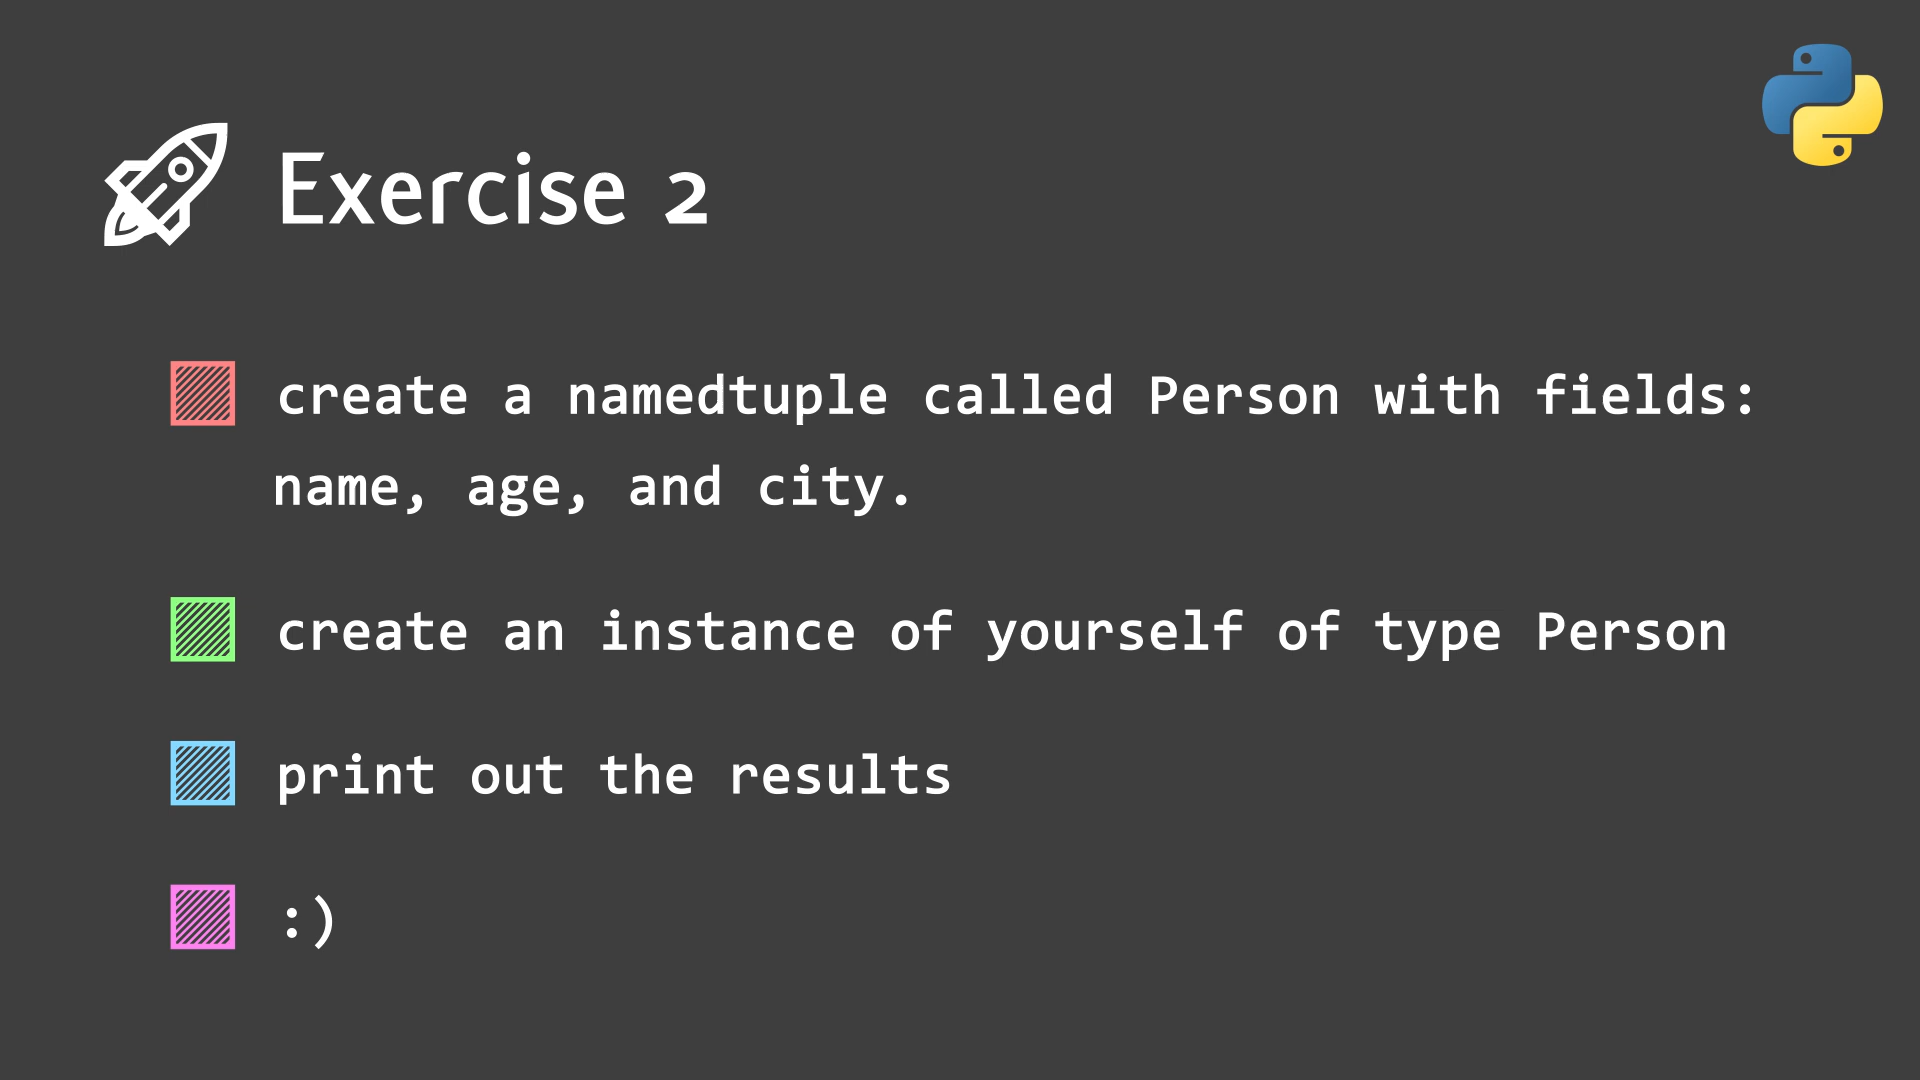 Exercise 2
create a namedtuple called Person with fields:
name, age, and city.
create an instance of yourself of type Person
print out the results
:)